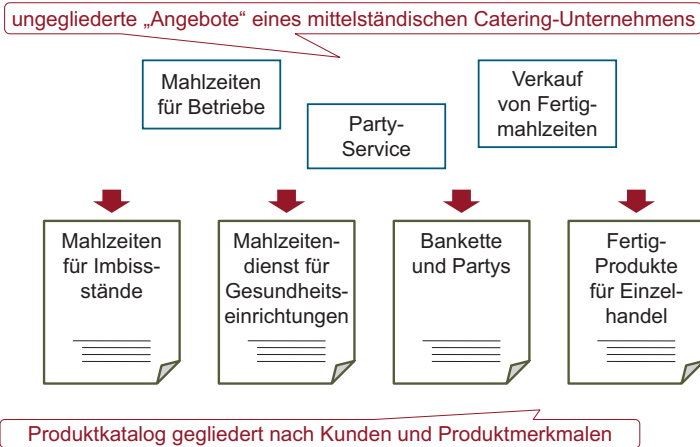 ungegliederte „Angebote“ eines mittelständischen Catering-Unternehmens
Mahlzeiten
für Betriebe
Party-
Service
Verkauf
von Fertig-
mahlzeiten
Mahlzeiten
für Imbiss-
stände
Mahlzeiten-
dienst für
Gesundheits-
einrichtungen
Bankette
und Partys
Fertig-
Produkte
für Einzel-
handel
Produktkatalog gegliedert nach Kunden und Produktmerkmalen